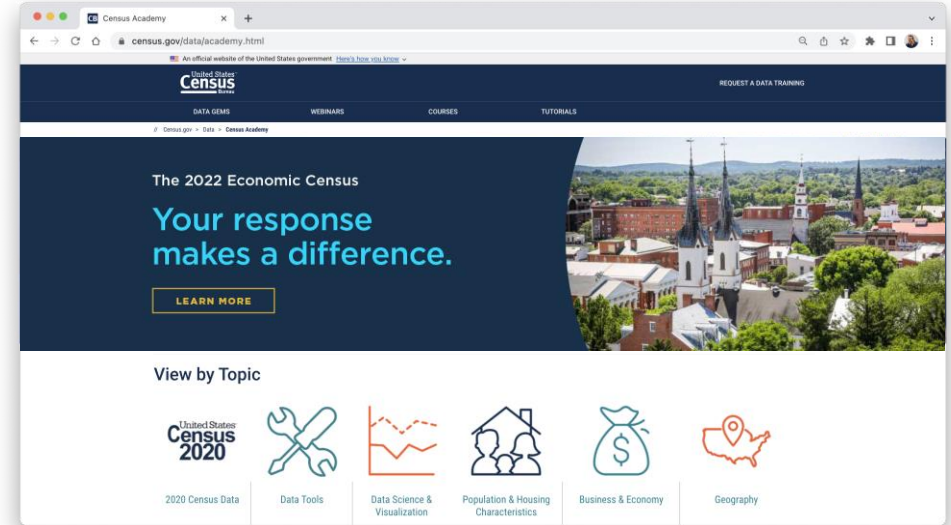 CB Census Academy
census.gov/data/academy.html
An official website of the United States government Here's how you know
United States®
Census
Bureau
REQUEST A DATA TRAINING
DATA GEMS WEBINARS COURSES TUTORIALS
// Census.gov > Data > Census Academy
The 2022 Economic Census
Your response
makes a difference.
LEARN MORE
View by Topic
United States®
Census
2020
2020 Census Data
Data Tools
Data Science &
Visualization
Population & Housing
Characteristics
Business & Economy
Geography